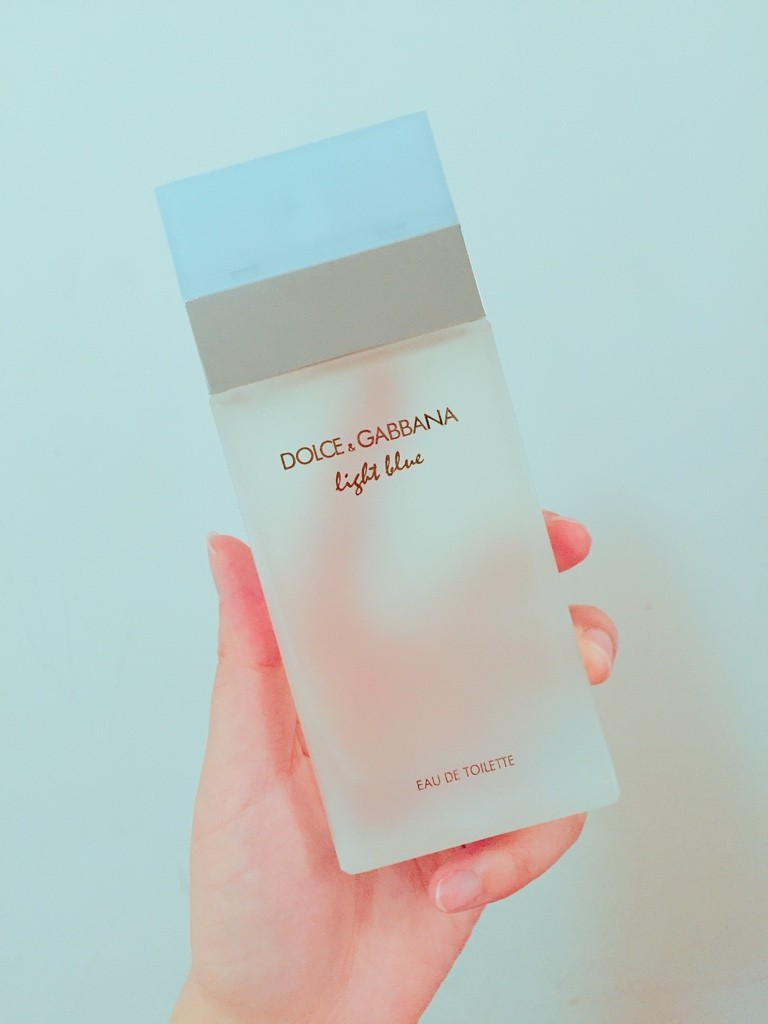 DOLCE & GABBANA
light blue
EAU DE TOILETTE